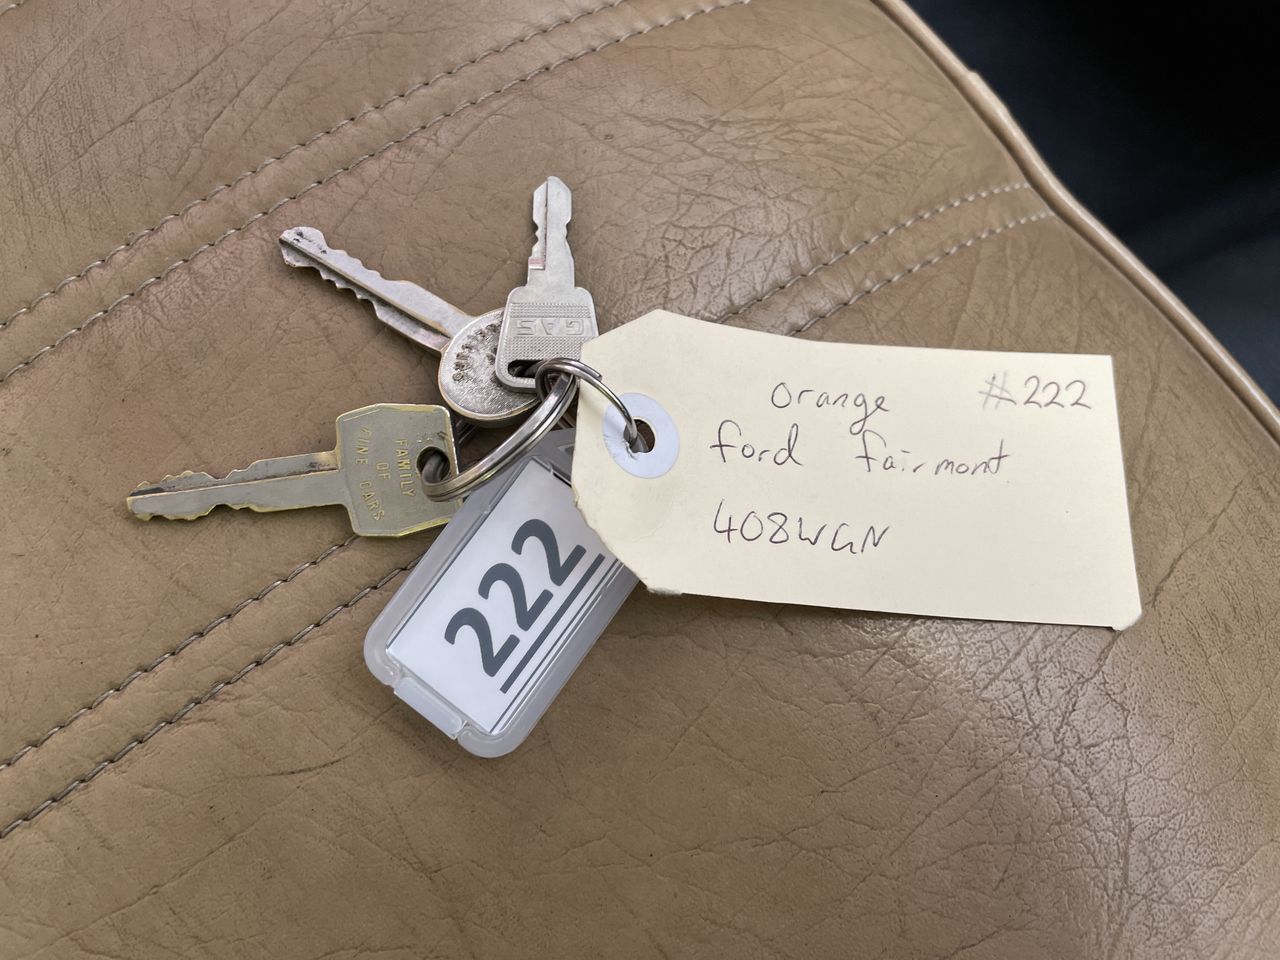 Orange #222
Ford Fairmont
408WGN
222
GAS
FAMILY
OF
FINE CARS